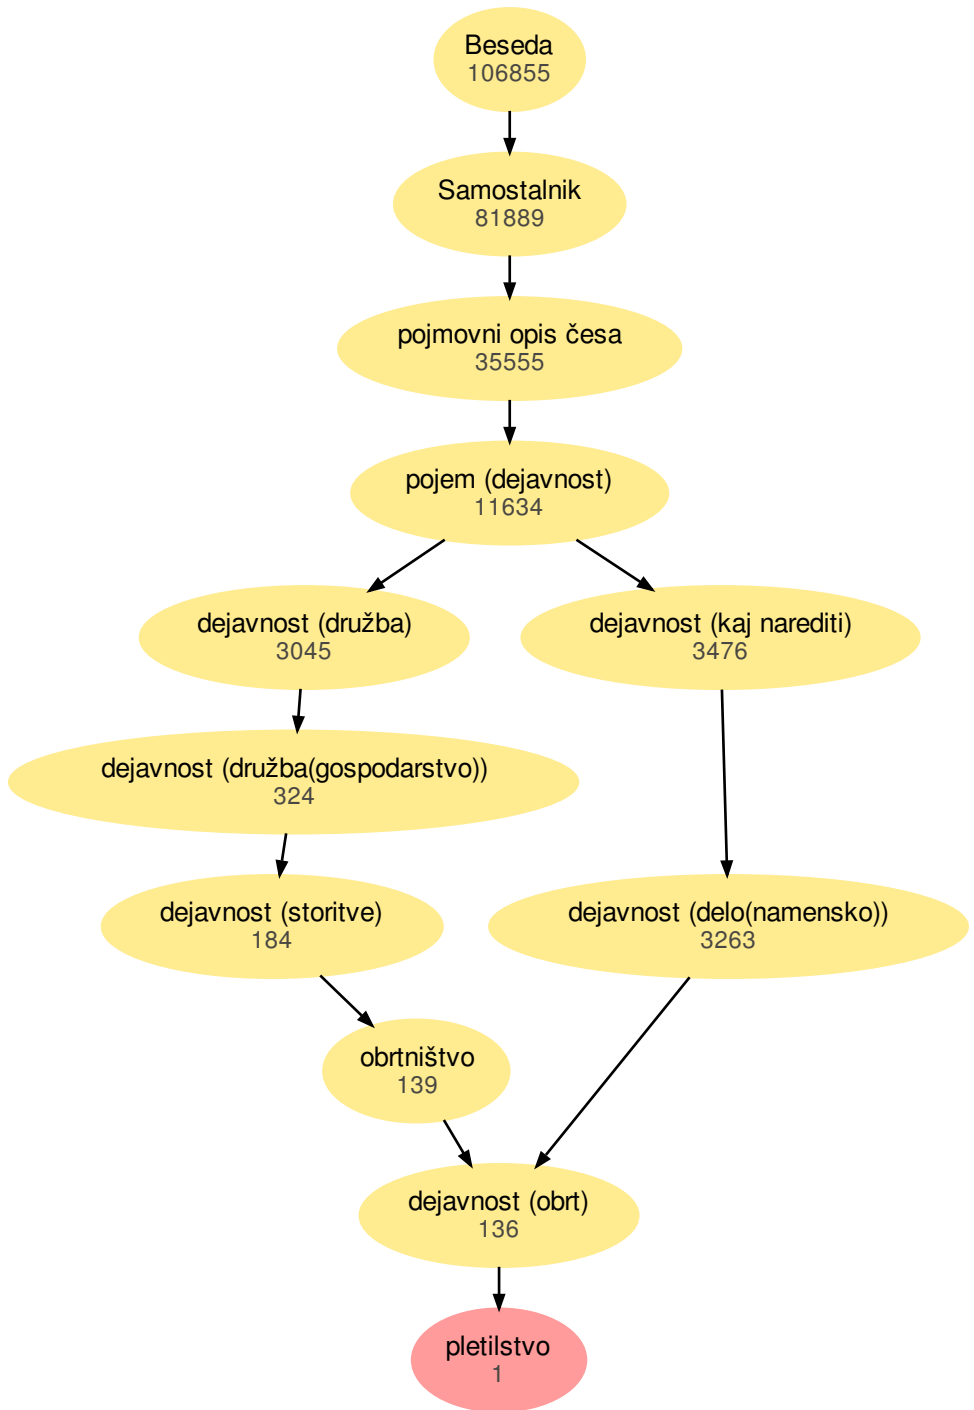 Beseda
106855
Samostalnik
81889
pojmovni opis česa
35555
pojem (dejavnost)
11634
dejavnost (družba)
3045
dejavnost (kaj narediti)
3476
dejavnost (družba(gospodarstvo))
324
dejavnost (storitve)
184
dejavnost (delo(namensko))
3263
obrtništvo
139
dejavnost (obrt)
136
pletilstvo
1